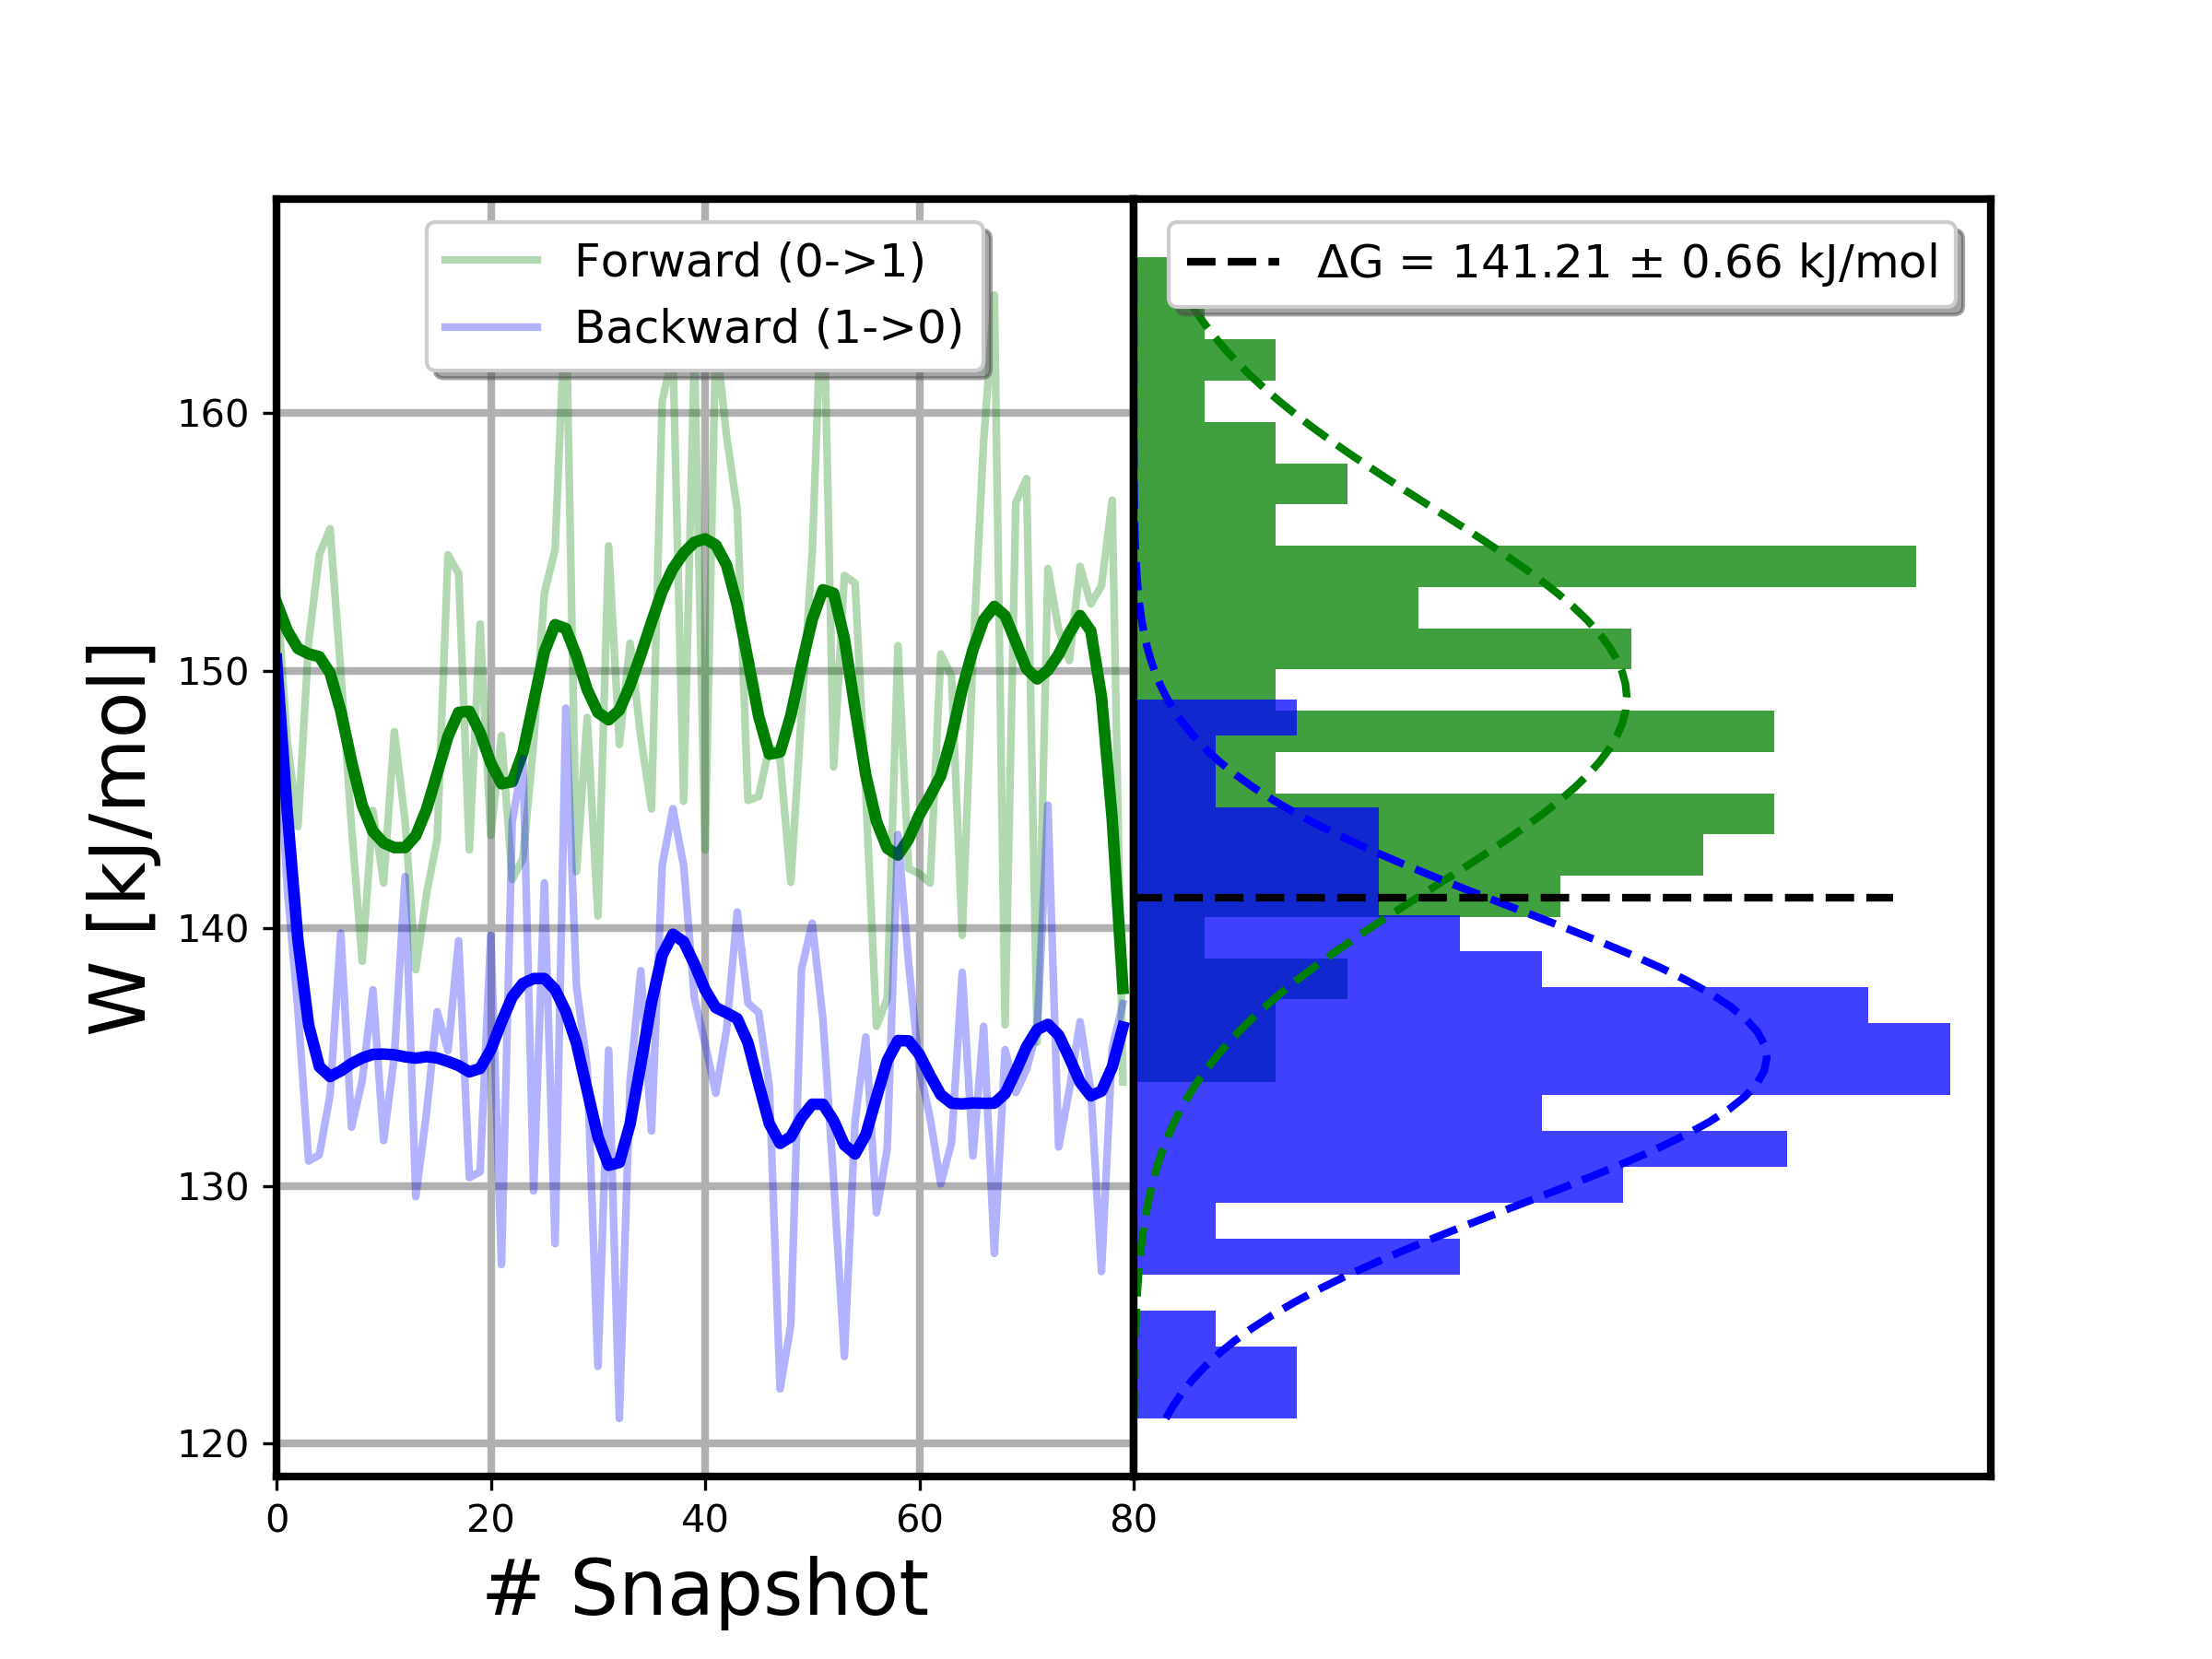 Forward (0->1)
Backward (1->0)
ΔG = 141.21 ± 0.66 kJ/mol
160
150
140
130
120
W [kJ/mol]
0 20 40 60 80
# Snapshot